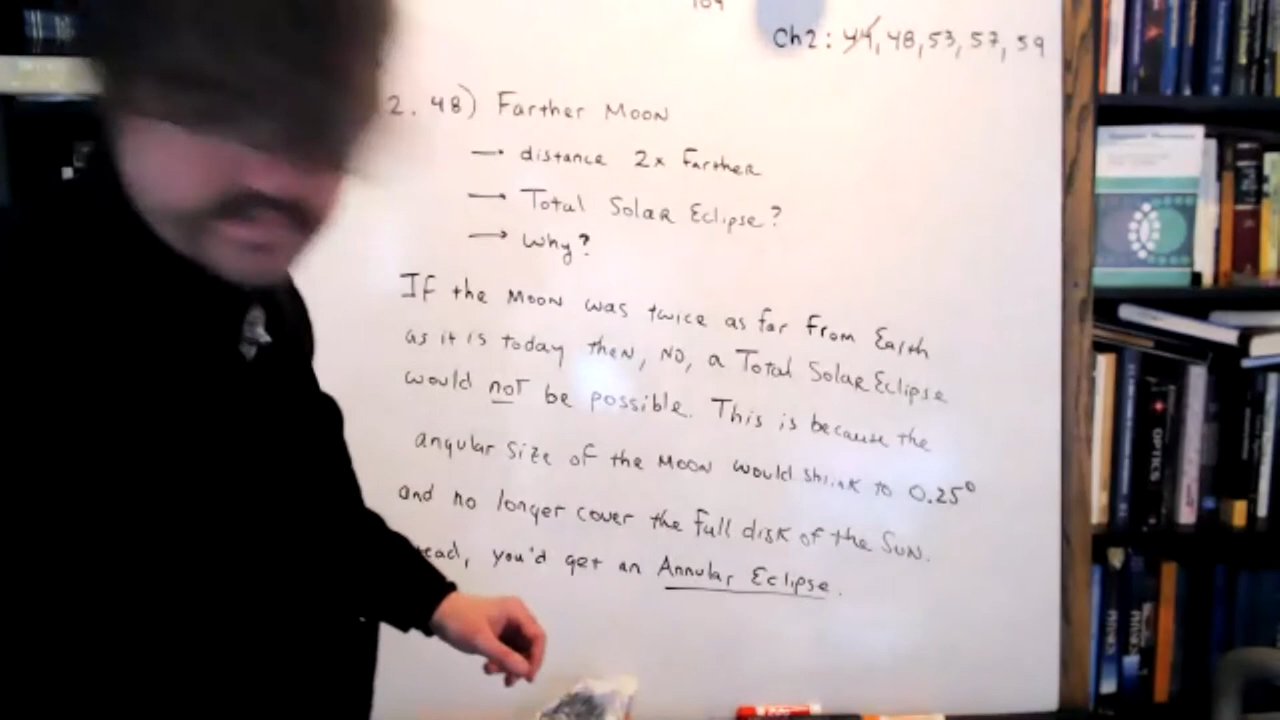 Ch2: 44, 48, 53, 57, 59
2. 48) Farther Moon
→ distance 2x Farther
→ Total Solar Eclipse?
→ Why?
If the Moon was twice as far from Earth
as it is today then, NO, a Total Solar Eclipse
would not be possible. This is because the
angular size of the Moon would shrink to 0.25°
and no longer cover the full disk of the Sun.
you'd get an Annular Eclipse.
OPTICS